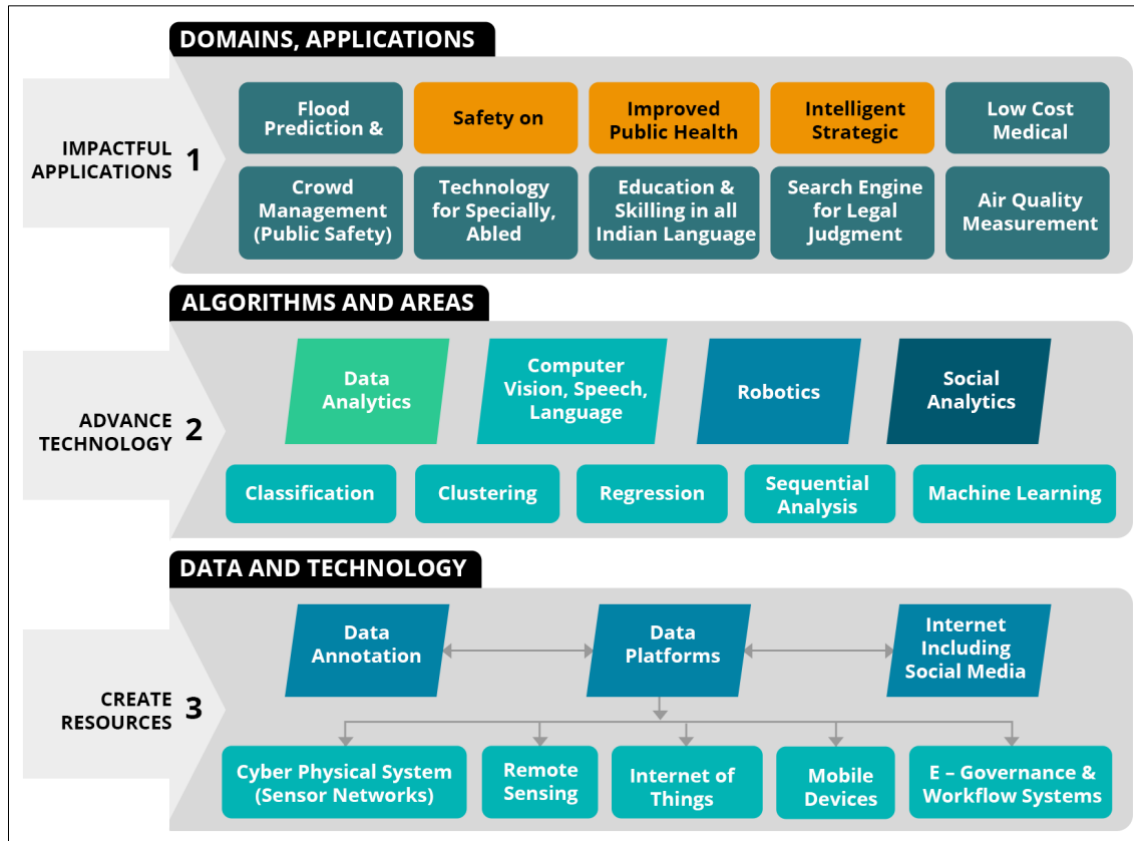 DOMAINS, APPLICATIONS
IMPACTFUL
APPLICATIONS
1
Flood
Prediction &
Safety on
Improved
Public Health
Intelligent
Strategic
Low Cost
Medical
Crowd
Management
(Public Safety)
Technology
for Specially,
Abled
Education &
Skilling in all
Indian Language
Search Engine
for Legal
Judgment
Air Quality
Measurement
ALGORITHMS AND AREAS
ADVANCE
TECHNOLOGY
2
Data
Analytics
Computer
Vision, Speech,
Language
Robotics
Social
Analytics
Classification
Clustering
Regression
Sequential
Analysis
Machine Learning
DATA AND TECHNOLOGY
CREATE
RESOURCES
3
Data
Annotation
Data
Platforms
Internet
Including
Social Media
Cyber Physical System
(Sensor Networks)
Remote
Sensing
Internet of
Things
Mobile
Devices
E – Governance &
Workflow Systems